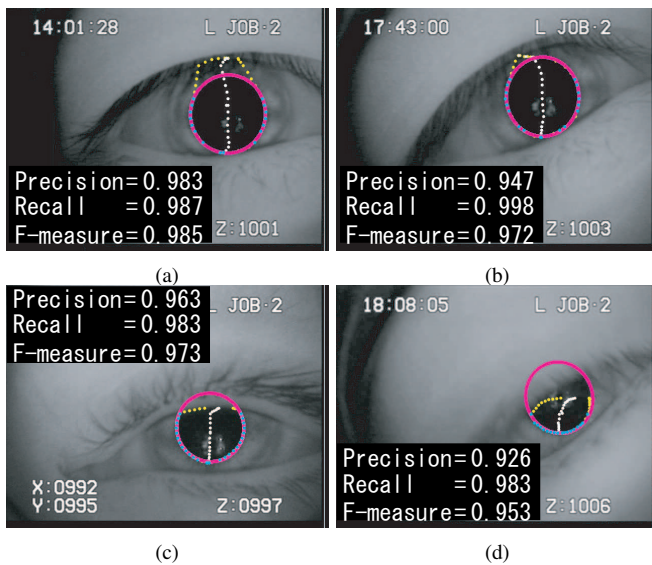 14:01:28 L JOB·2
Precision=0.983
Recall =0.987
F-measure=0.985
Z:1001
(a)
17:43:00 L JOB·2
Precision=0.947
Recall =0.998
F-measure=0.972
Z:1003
(b)
Precision=0.963
Recall =0.983
F-measure=0.973
L JOB·2
X:0992
Y:0995
Z:0997
(c)
18:08:05 L JOB·2
Precision=0.926
Recall =0.983
F-measure=0.953
Z:1006
(d)